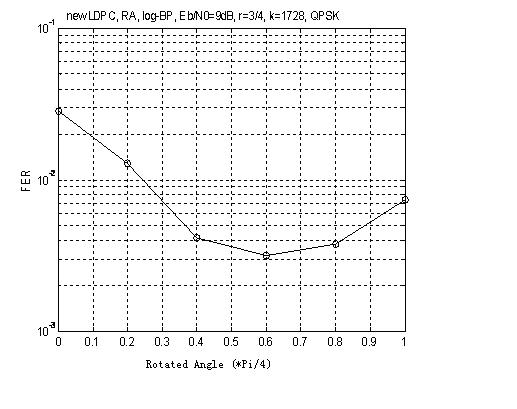 newLDPC, RA, log-BP, Eb/N0=9dB, r=3/4, k=1728, QPSK
10-1
10-2
10-3
FER
0 0.1 0.2 0.3 0.4 0.5 0.6 0.7 0.8 0.9 1
Rotated Angle (*Pi/4)